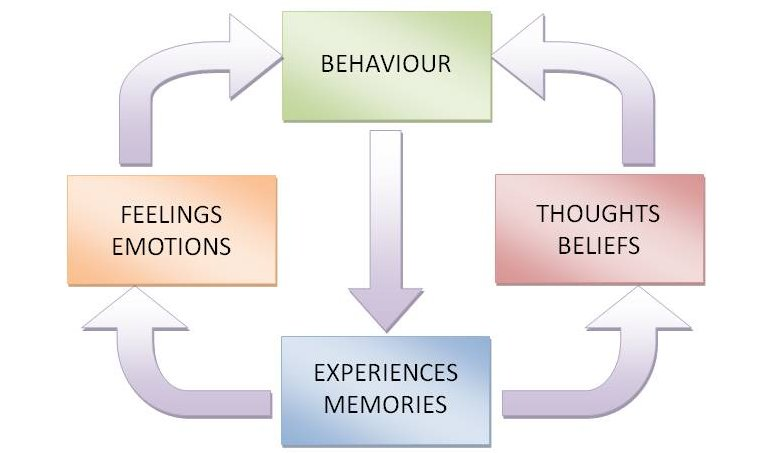 BEHAVIOUR
FEELINGS
EMOTIONS
THOUGHTS
BELIEFS
EXPERIENCES
MEMORIES